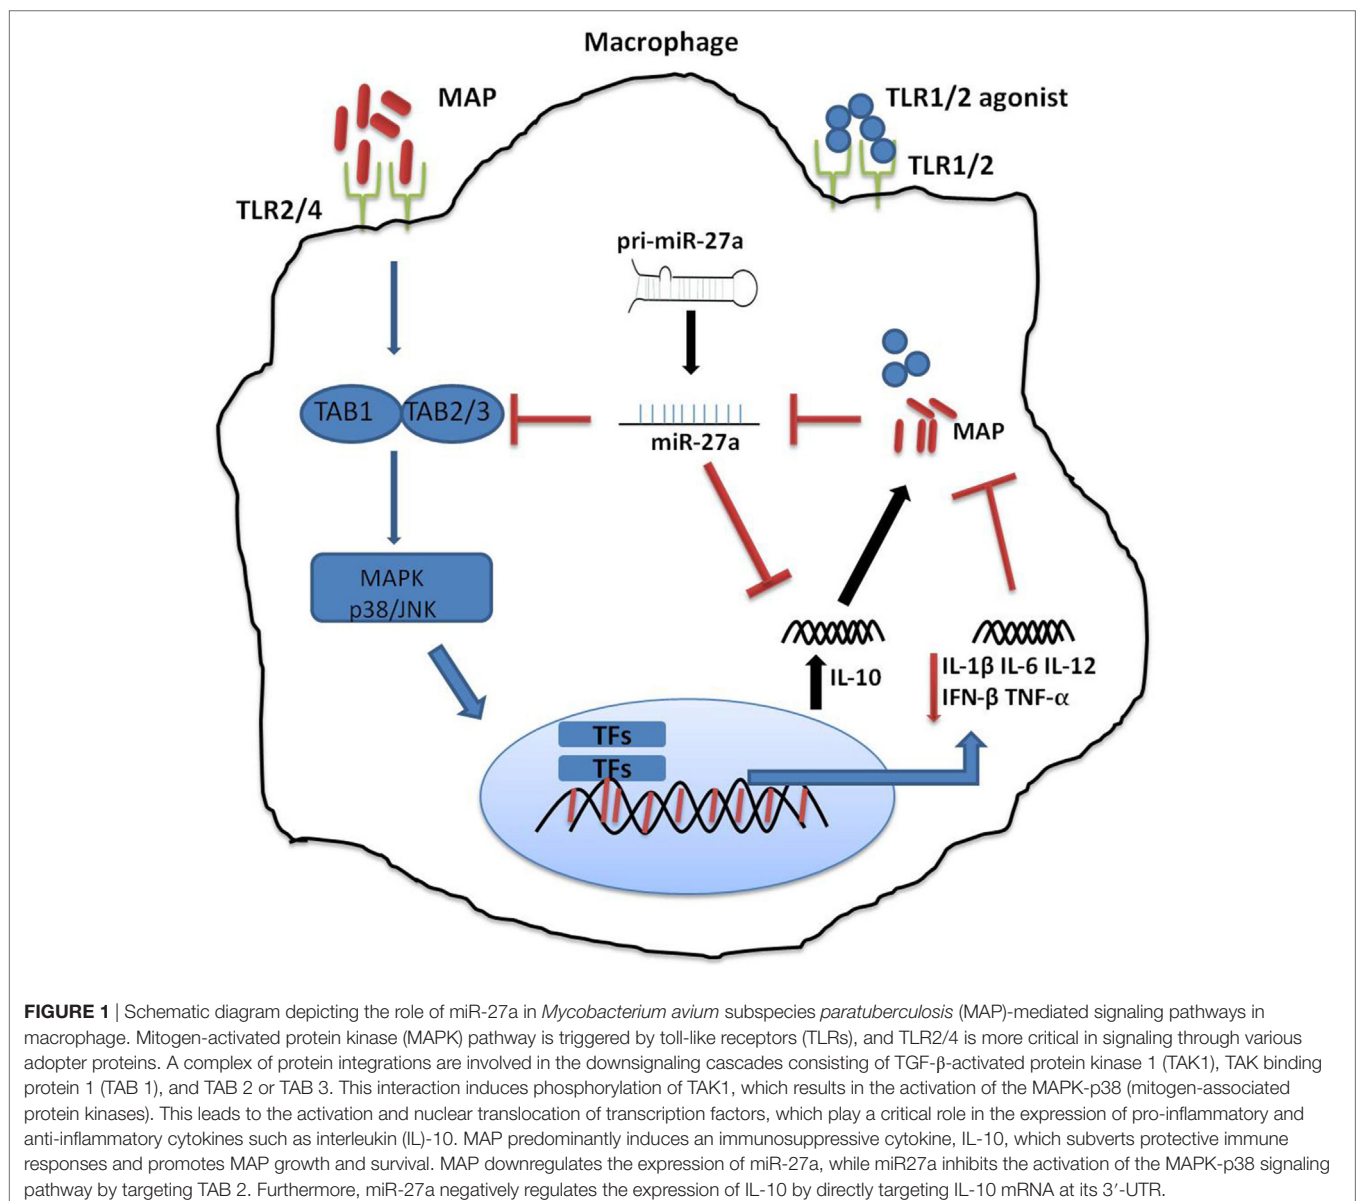 Macrophage
MAP
TLR1/2 agonist
TLR1/2
TLR2/4
pri-miR-27a
TAB1
TAB2/3
miR-27a
MAP
MAPK
p38/JNK
IL-10
IL-1β IL-6 IL-12
IFN-β TNF-α
TFs
TFs
FIGURE 1 | Schematic diagram depicting the role of miR-27a in Mycobacterium avium subspecies paratuberculosis (MAP)-mediated signaling pathways in
macrophage. Mitogen-activated protein kinase (MAPK) pathway is triggered by toll-like receptors (TLRs), and TLR2/4 is more critical in signaling through various
adopter proteins. A complex of protein integrations are involved in the downsignaling cascades consisting of TGF-β-activated protein kinase 1 (TAK1), TAK binding
protein 1 (TAB 1), and TAB 2 or TAB 3. This interaction induces phosphorylation of TAK1, which results in the activation of the MAPK-p38 (mitogen-associated
protein kinases). This leads to the activation and nuclear translocation of transcription factors, which play a critical role in the expression of pro-inflammatory and
anti-inflammatory cytokines such as interleukin (IL)-10. MAP predominantly induces an immunosuppressive cytokine, IL-10, which subverts protective immune
responses and promotes MAP growth and survival. MAP downregulates the expression of miR-27a, while miR27a inhibits the activation of the MAPK-p38 signaling
pathway by targeting TAB 2. Furthermore, miR-27a negatively regulates the expression of IL-10 by directly targeting IL-10 mRNA at its 3′-UTR.